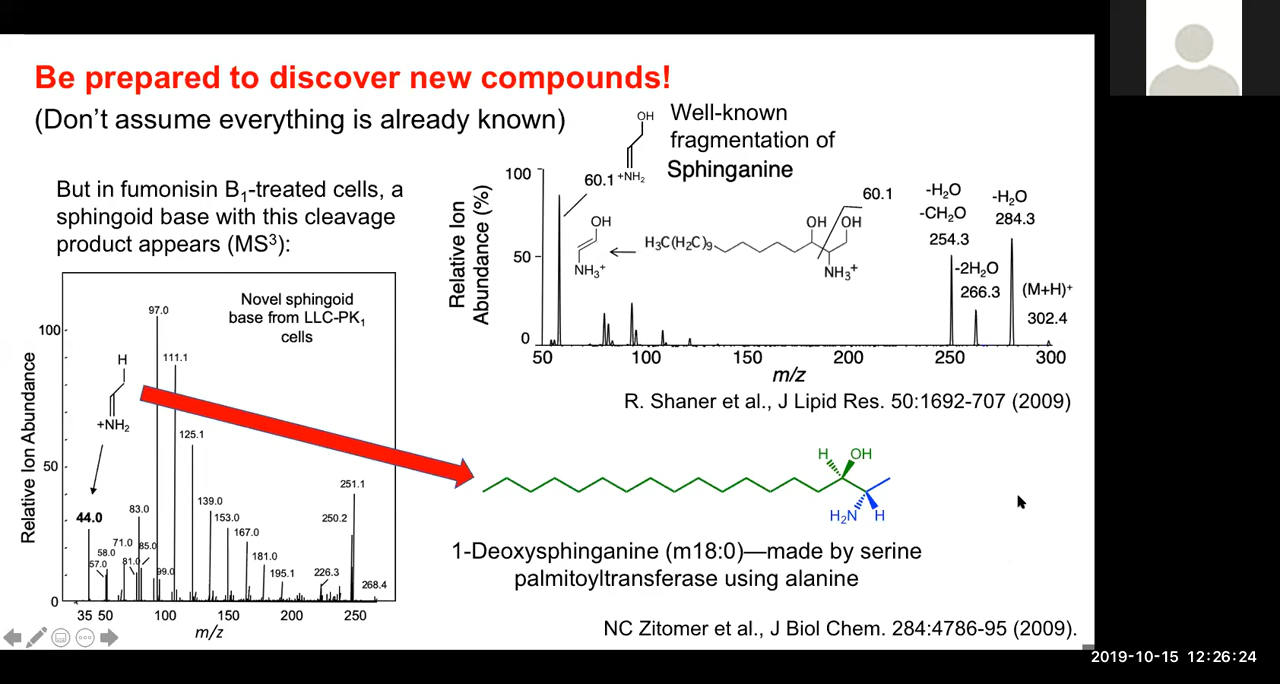 Be prepared to discover new compounds!
(Don't assume everything is already known)
But in fumonisin B₁-treated cells, a
sphingoid base with this cleavage
product appears (MS³):
Novel sphingoid
base from LLC-PK₁
cells
Relative Ion Abundance
100
50
0
H
+NH₂
44.0
57.0
58.0
71.0
81.0
83.0
85.0
97.0
99.0
111.1
125.1
139.0
153.0
167.0
181.0
195.1
226.3
250.2
251.1
268.4
35 50 100 150 200 250
m/z
OH
+NH₂
Well-known
fragmentation of
Sphinganine
Relative Ion
Abundance (%)
100
50
0
60.1
OH
NH₃⁺
H₃C(H₂C)₉
OH OH
NH₃⁺
60.1
-H₂O
-CH₂O
254.3
-2H₂O
266.3
-H₂O
284.3
(M+H)⁺
302.4
50 100 150 200 250 300
m/z
R. Shaner et al., J Lipid Res. 50:1692-707 (2009)
H OH
H₂N H
1-Deoxysphinganine (m18:0)—made by serine
palmitoyltransferase using alanine
NC Zitomer et al., J Biol Chem. 284:4786-95 (2009).
2019-10-15 12:26:24